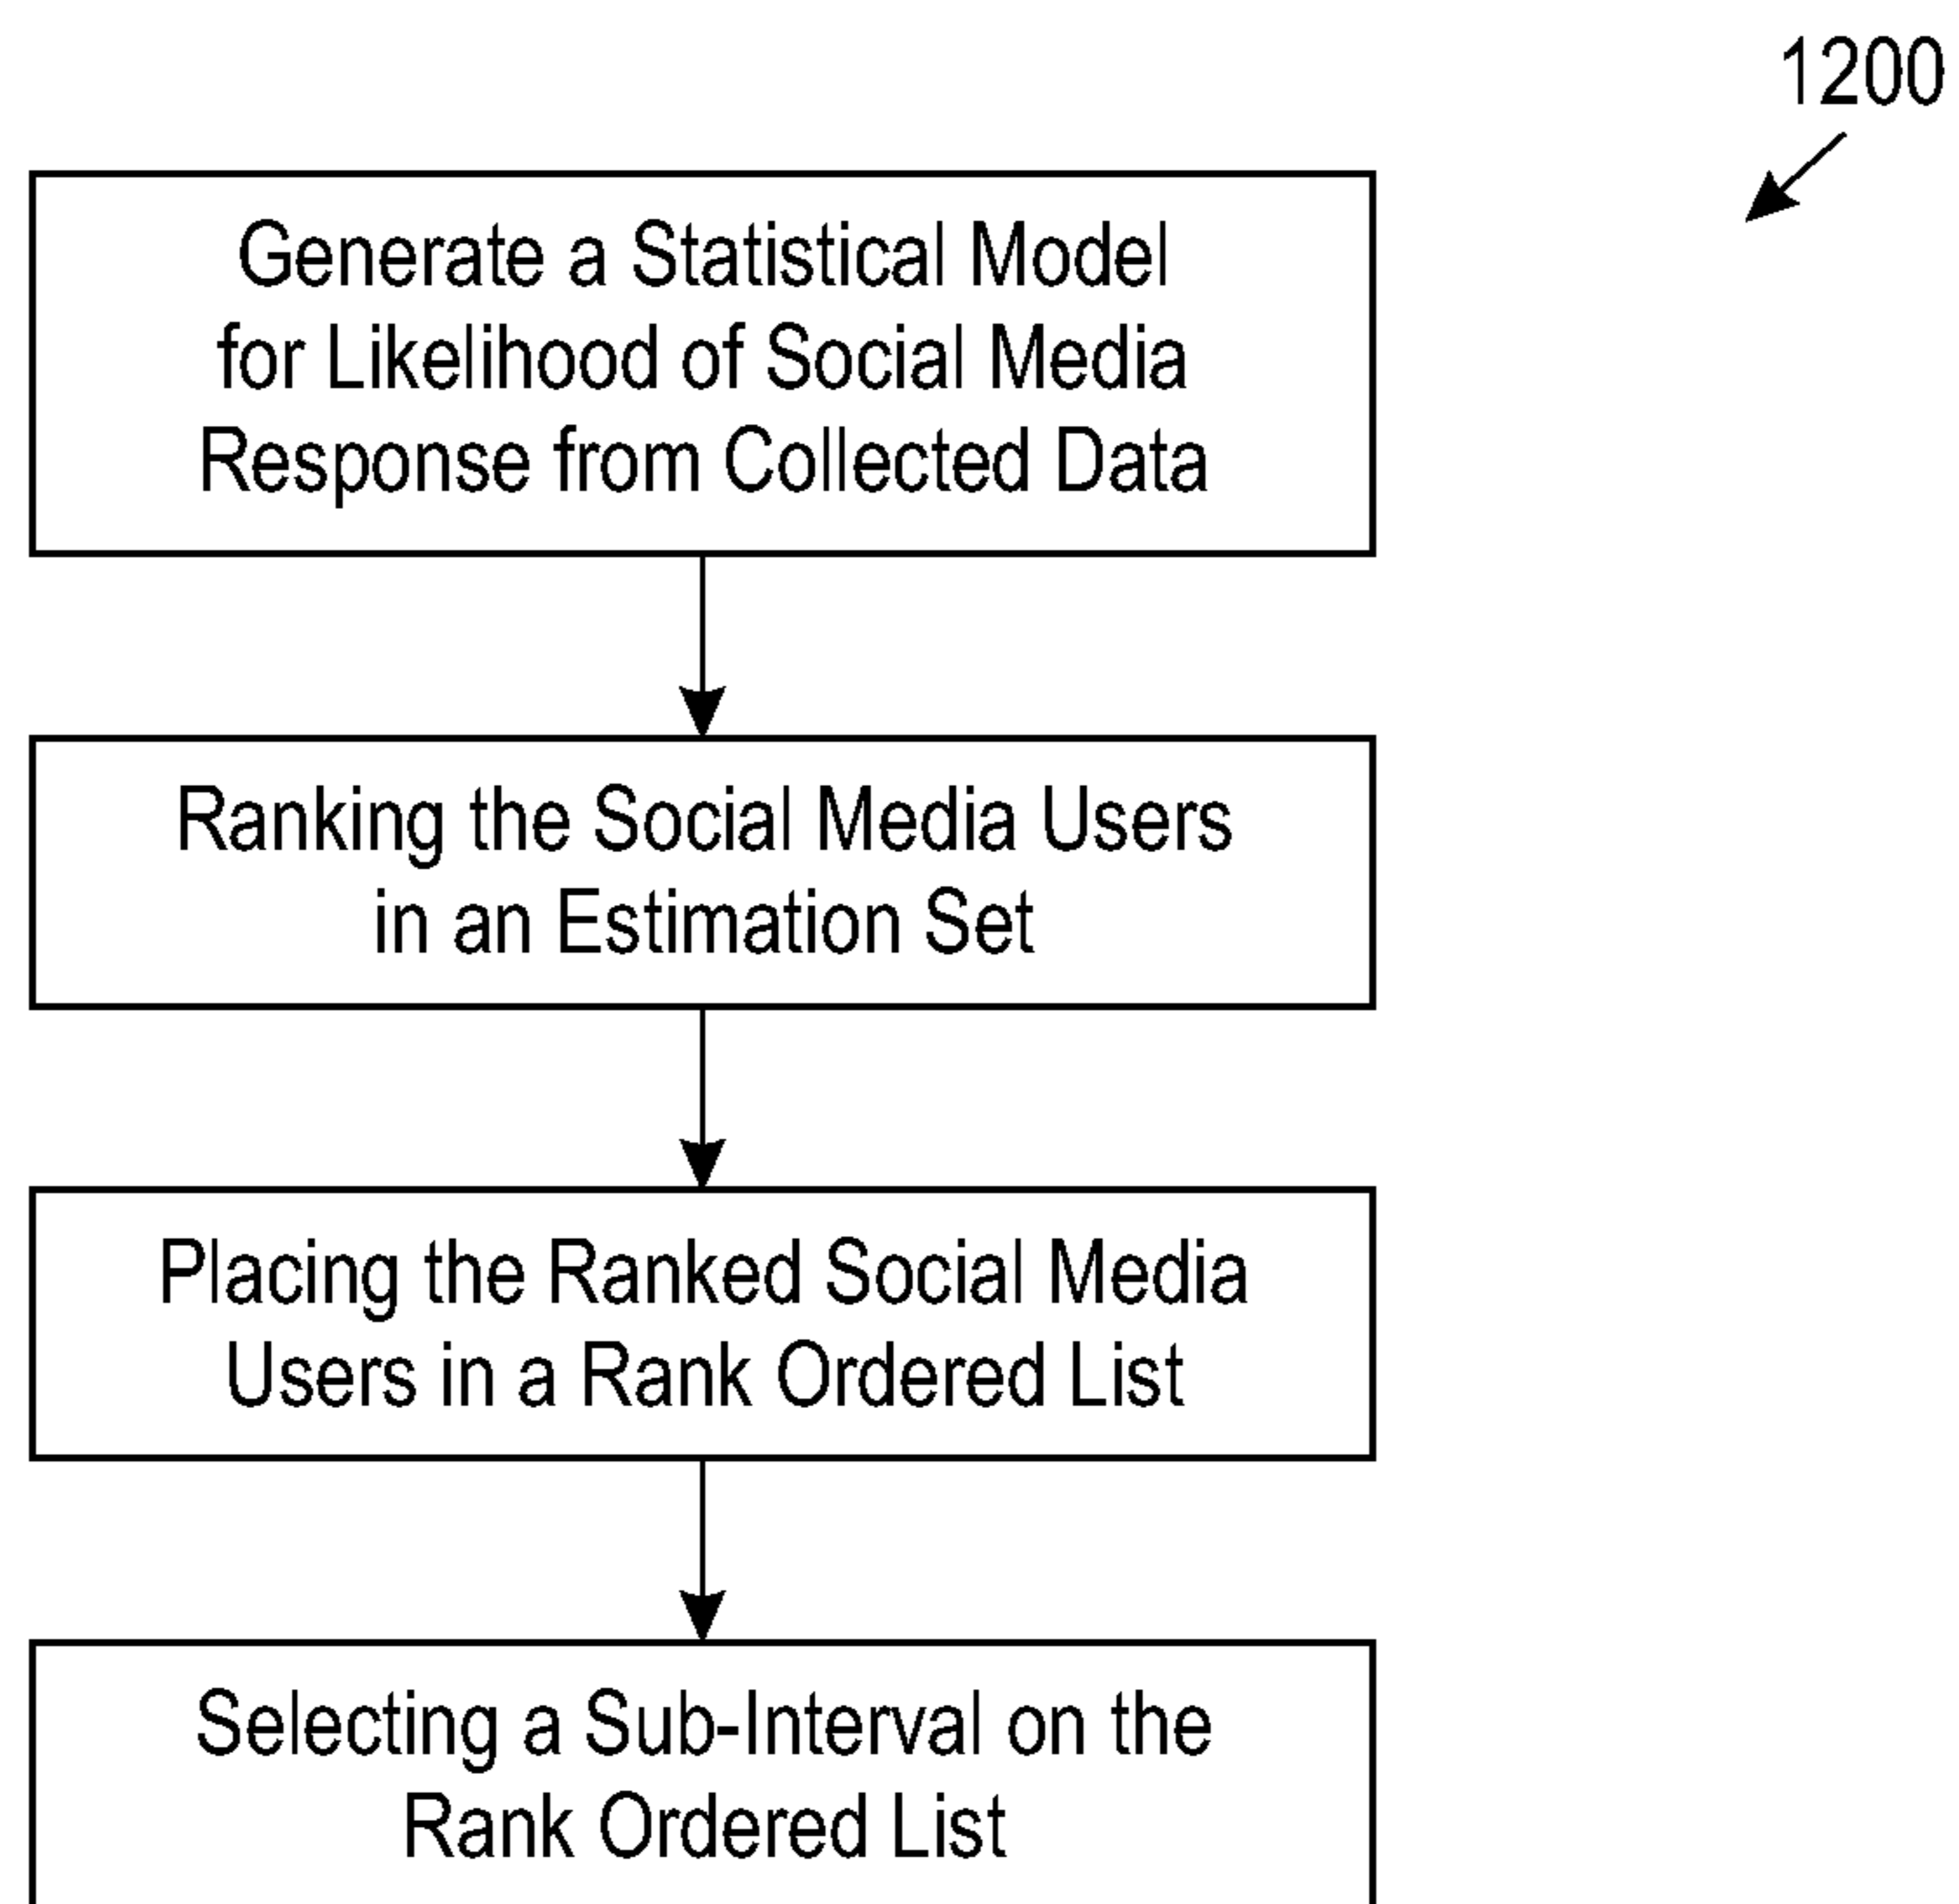 1200
Generate a Statistical Model
for Likelihood of Social Media
Response from Collected Data
Ranking the Social Media Users
in an Estimation Set
Placing the Ranked Social Media
Users in a Rank Ordered List
Selecting a Sub-Interval on the
Rank Ordered List